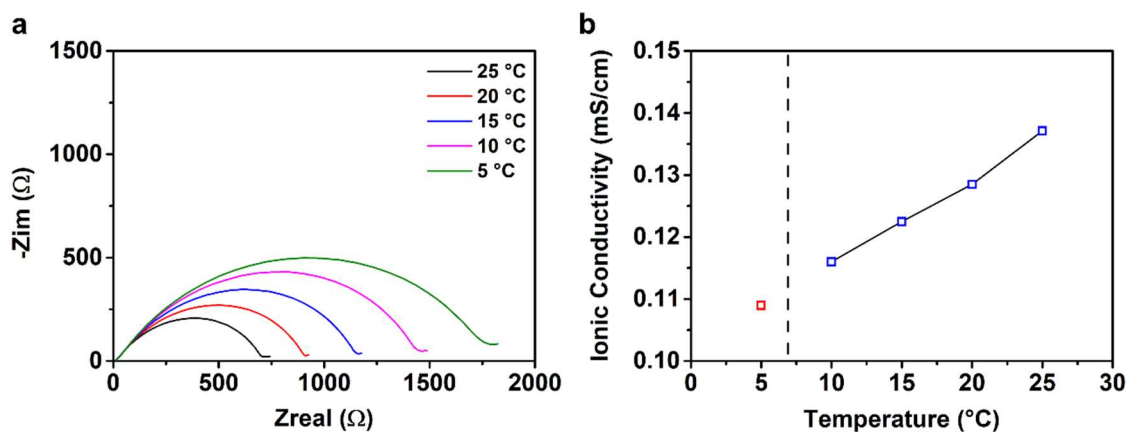 a
-Zim (Ω)
1500
1000
500
0
0 500 1000 1500 2000
Zreal (Ω)
25 °C
20 °C
15 °C
10 °C
5 °C
b
Ionic Conductivity (mS/cm)
0.15
0.14
0.13
0.12
0.11
0.10
0 5 10 15 20 25 30
Temperature (°C)